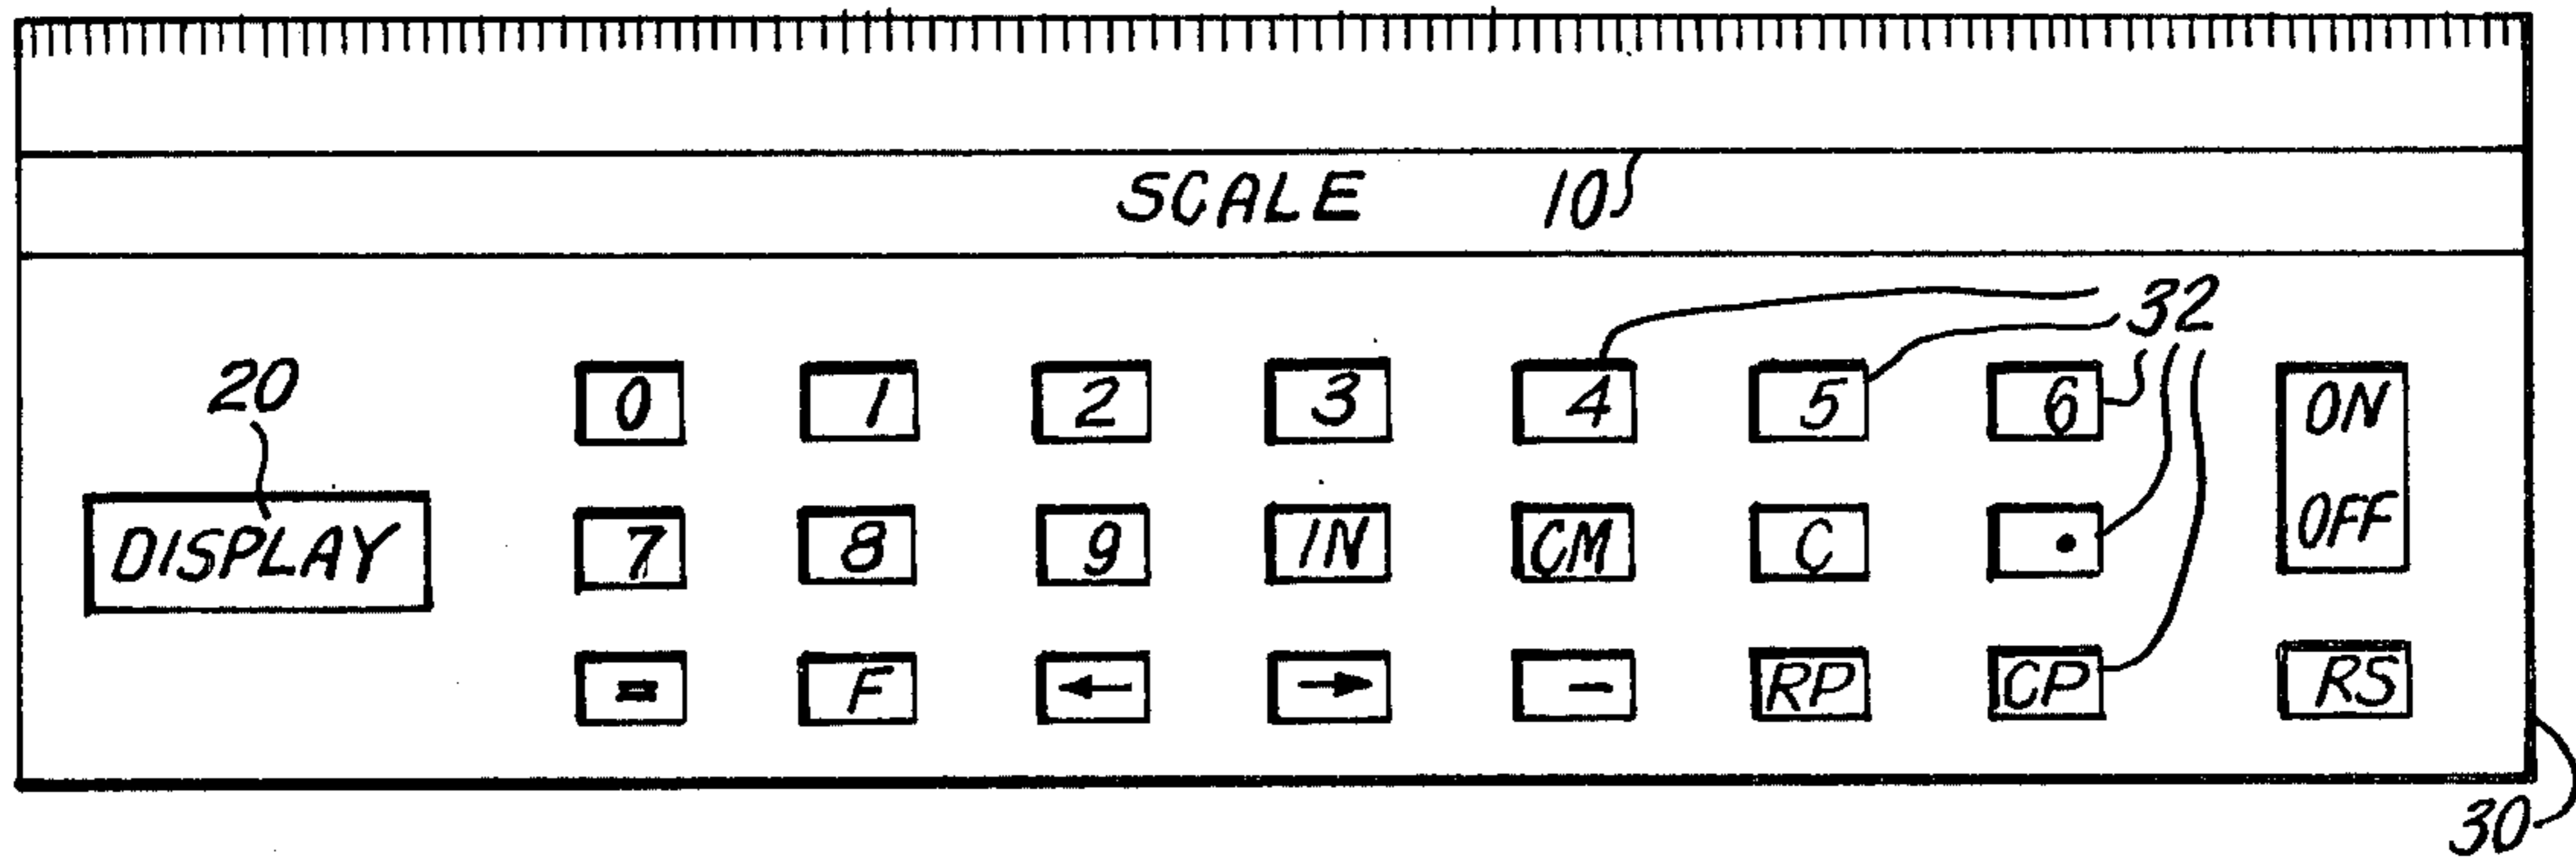 SCALE 10
32
20 0 1 2 3 4 5 6 ON
DISPLAY 7 8 9 IN CM C • OFF
= F ← → – RP CP RS
30